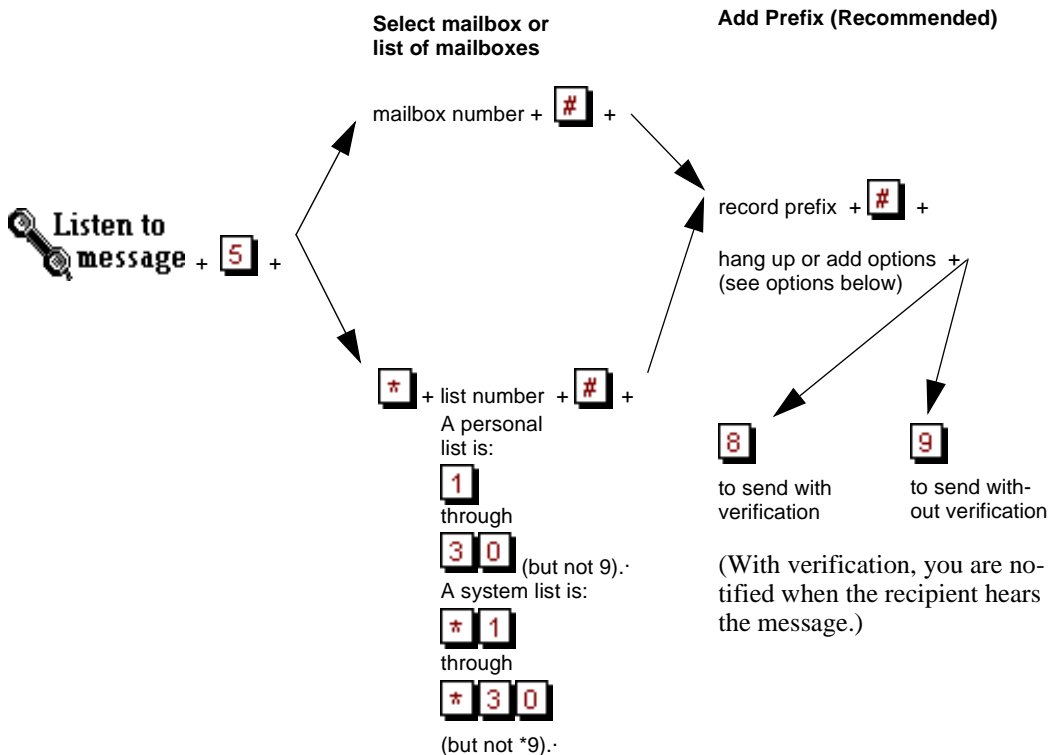 Select mailbox or
list of mailboxes
Add Prefix (Recommended)
mailbox number + # +
Listen to
message + 5 +
record prefix + # +
hang up or add options +
(see options below)
* + list number + # +
A personal
list is:
1
through
3 0 (but not 9).·
A system list is:
* 1
through
* 3 0
(but not *9).·
8
to send with
verification
9
to send with-
out verification
(With verification, you are no-
tified when the recipient hears
the message.)